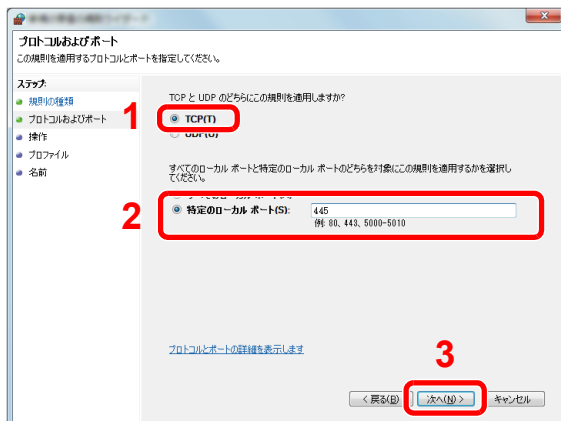 プロトコルおよびポート
この規則を適用するプロトコルとポートを指定してください。
ステップ:
規則の種類
プロトコルおよびポート
操作
プロファイル
名前
TCP と UDP のどちらにこの規則を適用しますか?
1
TCP(T)
UDP(U)
すべてのローカル ポートと特定のローカル ポートのどちらを対象にこの規則を適用するかを選択し
てください。
2
特定のローカル ポート(S):
445
例: 80、443、5000-5010
プロトコルとポートの詳細を表示します
3
< 戻る(B)
次へ(N) >
キャンセル